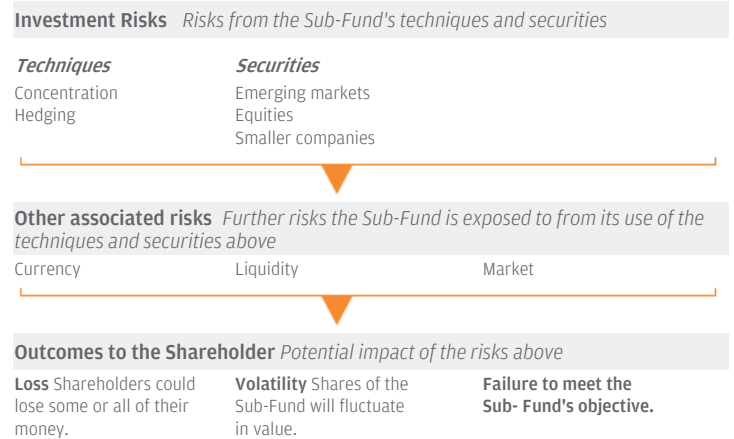 Investment Risks Risks from the Sub-Fund's techniques and securities
Techniques
Concentration
Hedging
Securities
Emerging markets
Equities
Smaller companies
Other associated risks Further risks the Sub-Fund is exposed to from its use of the
techniques and securities above
Currency
Liquidity
Market
Outcomes to the Shareholder Potential impact of the risks above
Loss Shareholders could
lose some or all of their
money.
Volatility Shares of the
Sub-Fund will fluctuate
in value.
Failure to meet the
Sub- Fund's objective.